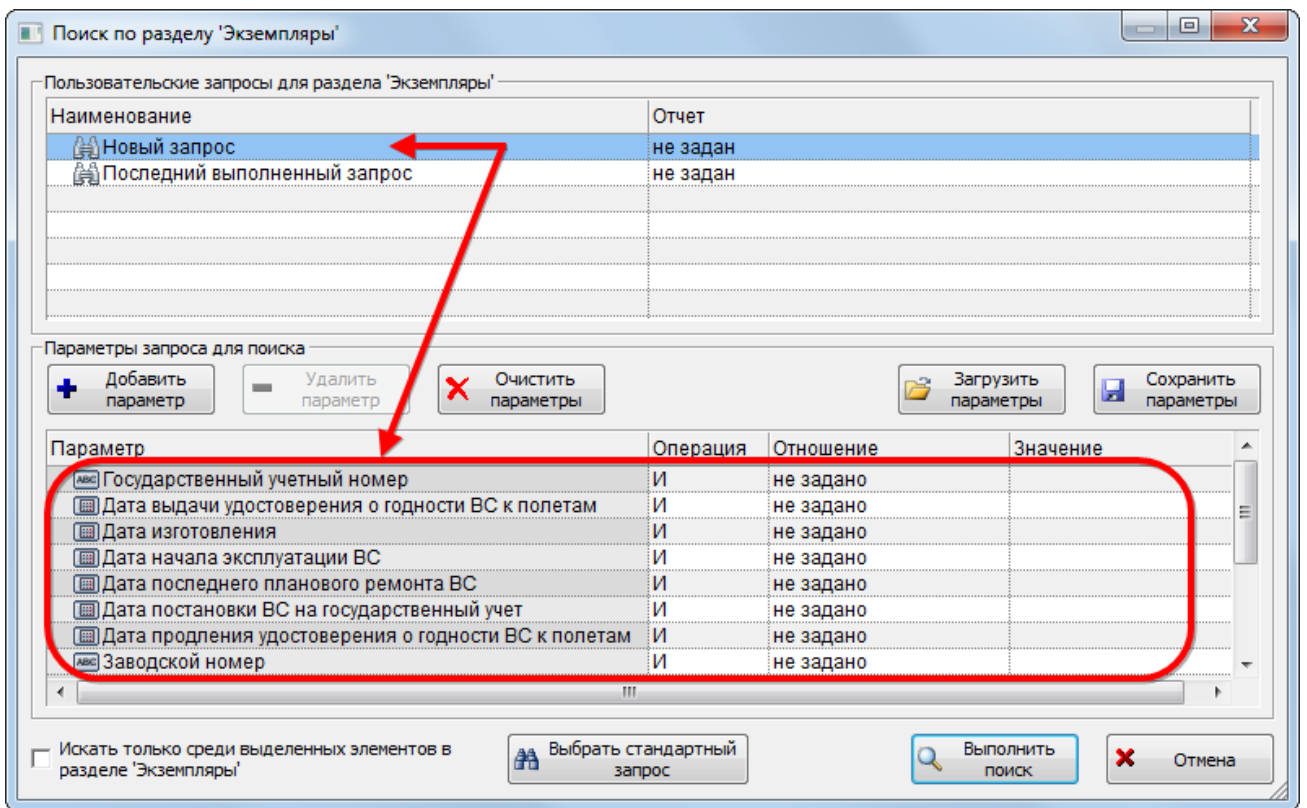 Поиск по разделу 'Экземпляры'
Пользовательские запросы для раздела 'Экземпляры'
Наименование Отчет
Новый запрос не задан
Последний выполненный запрос не задан
Параметры запроса для поиска
Добавить параметр Удалить параметр Очистить параметры Загрузить параметры Сохранить параметры
Параметр Операция Отношение Значение
ABC Государственный учетный номер И не задано
Дата выдачи удостоверения о годности ВС к полетам И не задано
Дата изготовления И не задано
Дата начала эксплуатации ВС И не задано
Дата последнего планового ремонта ВС И не задано
Дата постановки ВС на государственный учет И не задано
Дата продления удостоверения о годности ВС к полетам И не задано
ABC Заводской номер И не задано
Искать только среди выделенных элементов в
разделе 'Экземпляры'
Выбрать стандартный
запрос
Выполнить
поиск
Отмена